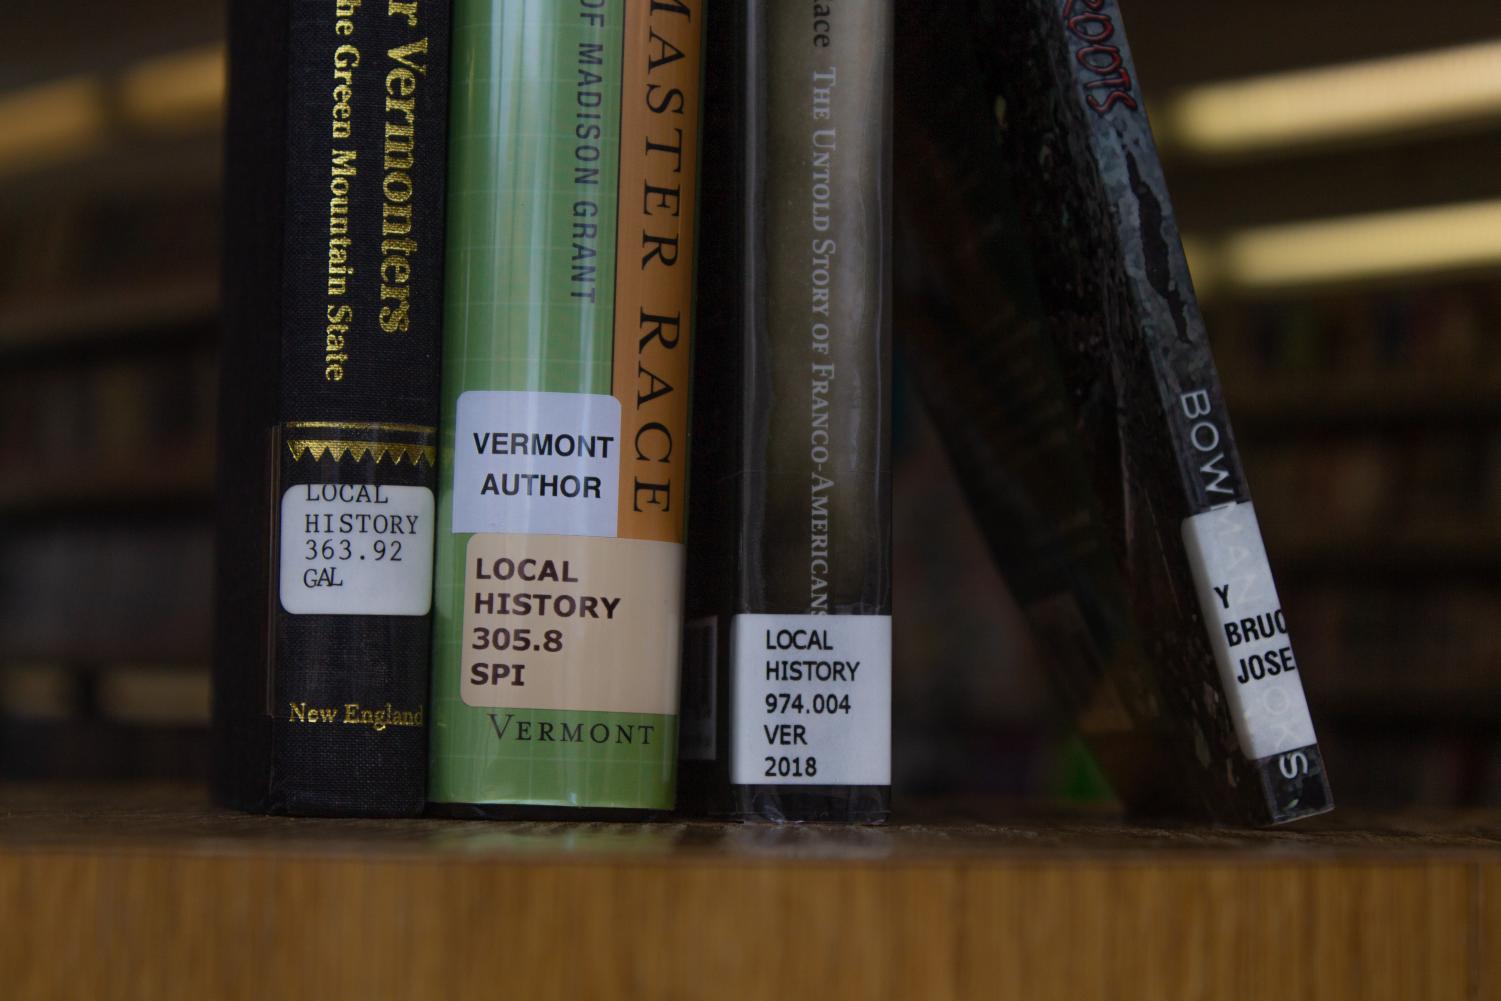 r Vermonters
he Green Mountain State
LOCAL
HISTORY
363.92
GAL
New England
MASTER RACE
OF MADISON GRANT
VERMONT
AUTHOR
LOCAL
HISTORY
305.8
SPI
VERMONT
ace THE UNTOLD STORY OF FRANCO-AMERICANS
LOCAL
HISTORY
974.004
VER
2018
ROOTS
BOWMAN BOOKS
Y
BRUC
JOSE